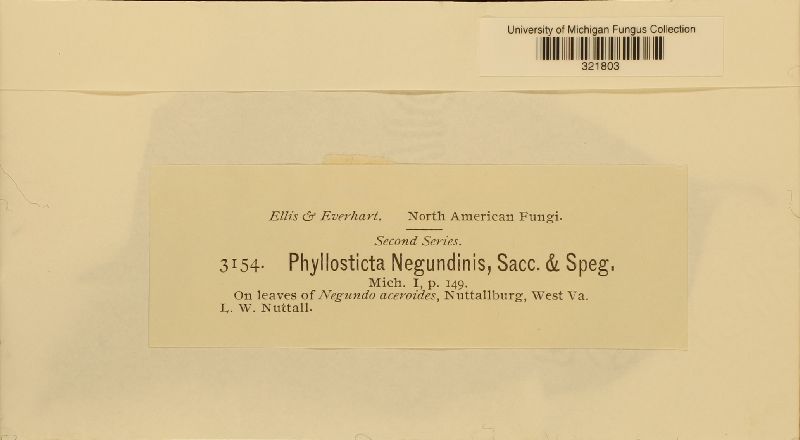 University of Michigan Fungus Collection
321803
Ellis & Everhart. North American Fungi.
Second Series.
3154. Phyllosticta Negundinis, Sacc. & Speg.
Mich. I, p. 149.
On leaves of Negundo aceroides, Nuttallburg, West Va.
L. W. Nuttall.